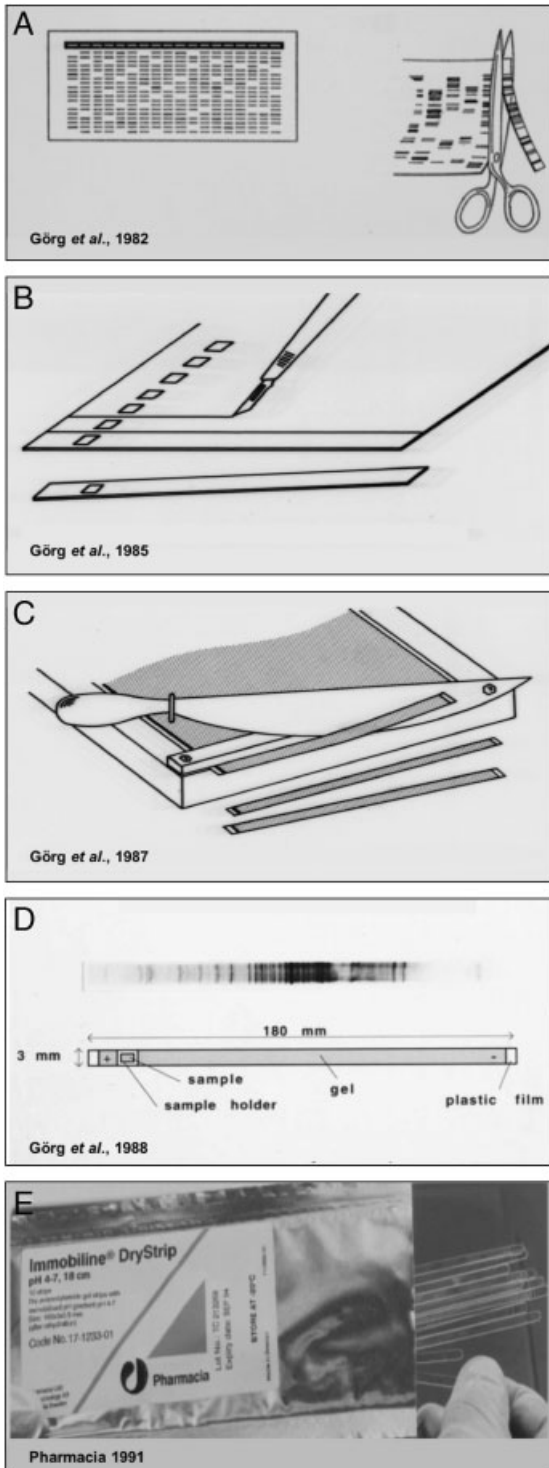 A
Görg et al., 1982
B
Görg et al., 1985
C
Görg et al., 1987
D
180 mm
3 mm
+
-
sample
gel
sample holder
plastic film
Görg et al., 1988
E
Immobiline® DryStrip
pH 4-7, 18 cm
Code No. 17-1233-01
Pharmacia
STORE AT -20°C
Pharmacia 1991